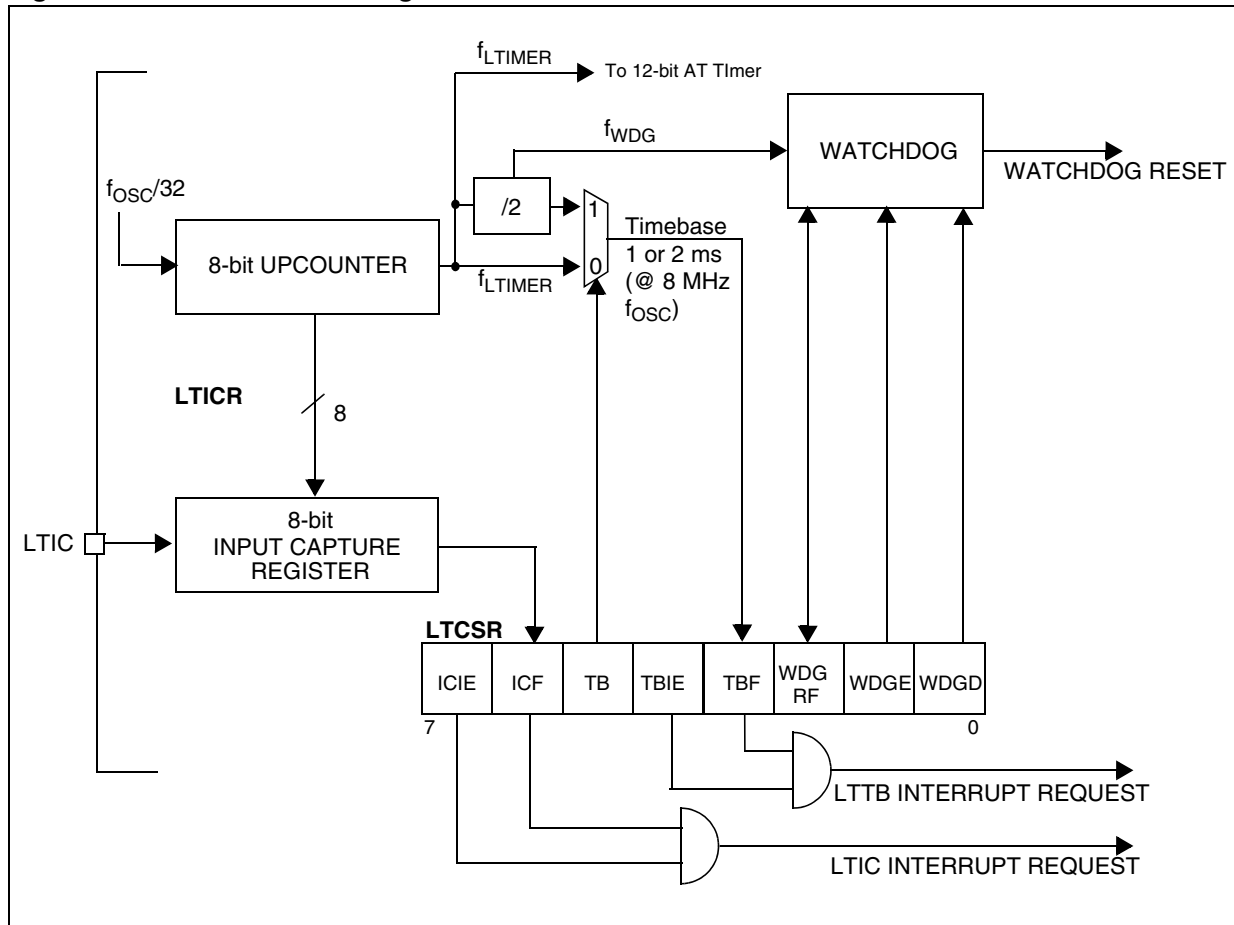 fLTIMER
To 12-bit AT TImer
fWDG
WATCHDOG
WATCHDOG RESET
fOSC/32
/2
1
Timebase
1 or 2 ms
(@ 8 MHz
fOSC)
8-bit UPCOUNTER
0
fLTIMER
LTICR
8
LTIC
8-bit
INPUT CAPTURE
REGISTER
LTCSR
ICIE
ICF
TB
TBIE
TBF
WDG
RF
WDGE
WDGD
7
0
LTTB INTERRUPT REQUEST
LTIC INTERRUPT REQUEST